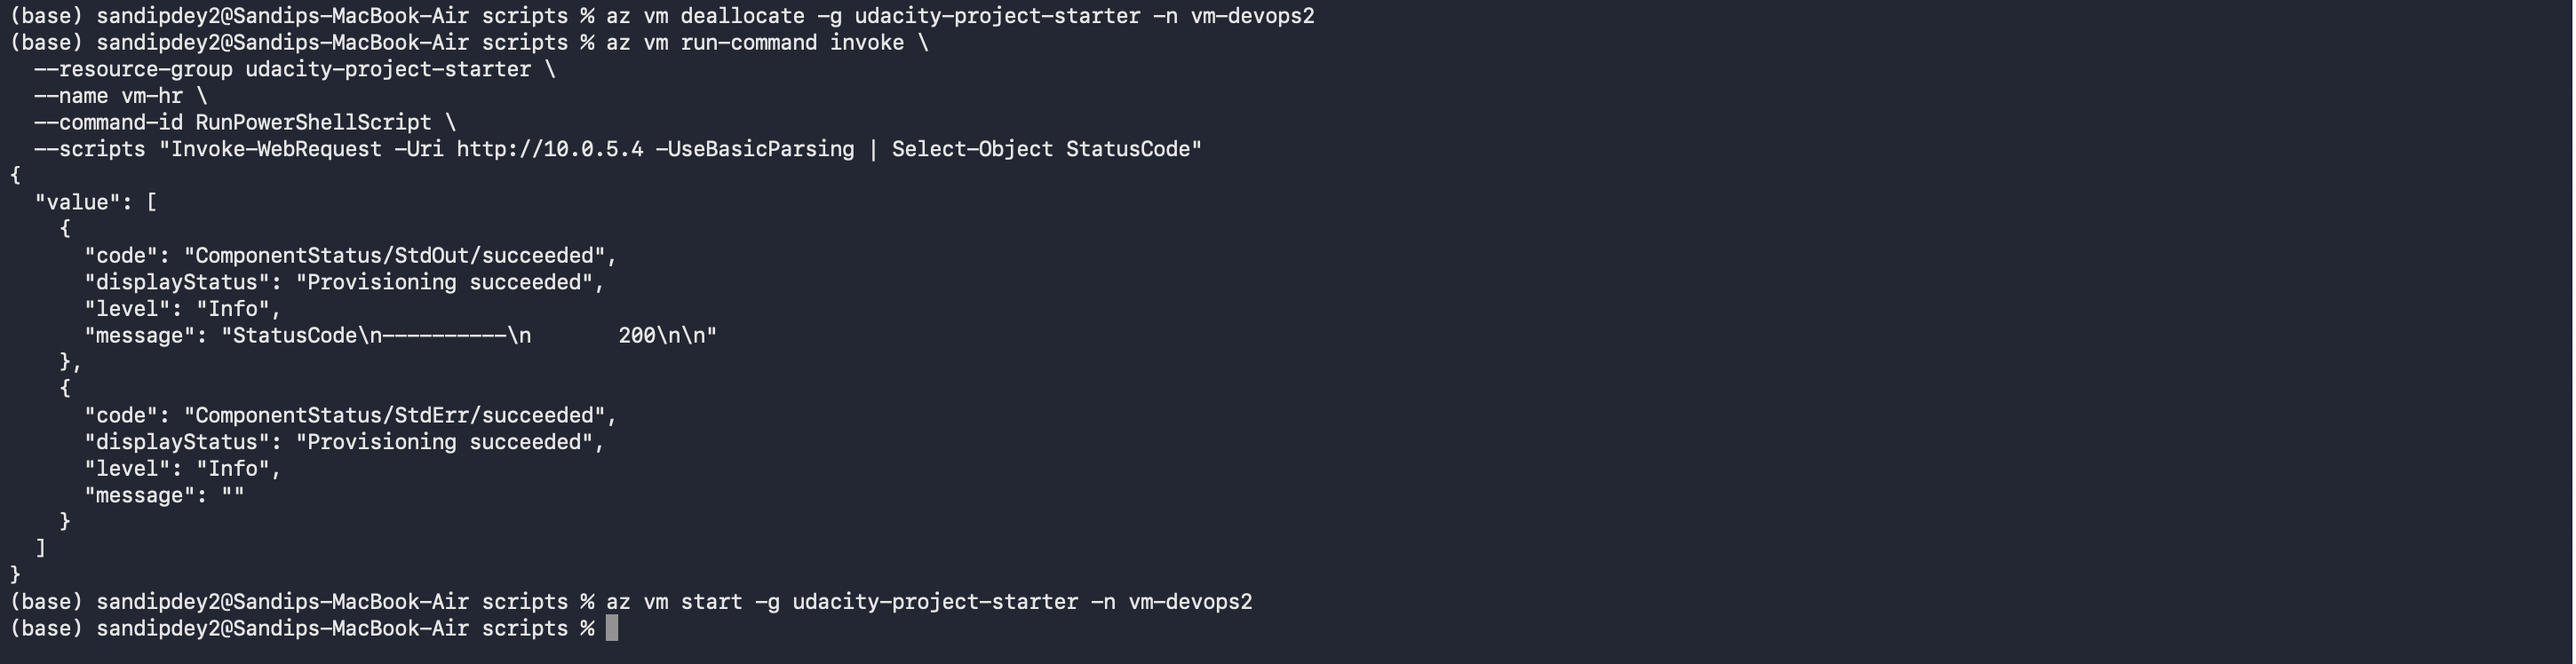 (base) sandipdey2@Sandips-MacBook-Air scripts % az vm deallocate -g udacity-project-starter -n vm-devops2
(base) sandipdey2@Sandips-MacBook-Air scripts % az vm run-command invoke \
  --resource-group udacity-project-starter \
  --name vm-hr \
  --command-id RunPowerShellScript \
  --scripts "Invoke-WebRequest -Uri http://10.0.5.4 -UseBasicParsing | Select-Object StatusCode"
{
  "value": [
    {
      "code": "ComponentStatus/StdOut/succeeded",
      "displayStatus": "Provisioning succeeded",
      "level": "Info",
      "message": "StatusCode\n----------\n       200\n\n"
    },
    {
      "code": "ComponentStatus/StdErr/succeeded",
      "displayStatus": "Provisioning succeeded",
      "level": "Info",
      "message": ""
    }
  ]
}
(base) sandipdey2@Sandips-MacBook-Air scripts % az vm start -g udacity-project-starter -n vm-devops2
(base) sandipdey2@Sandips-MacBook-Air scripts %